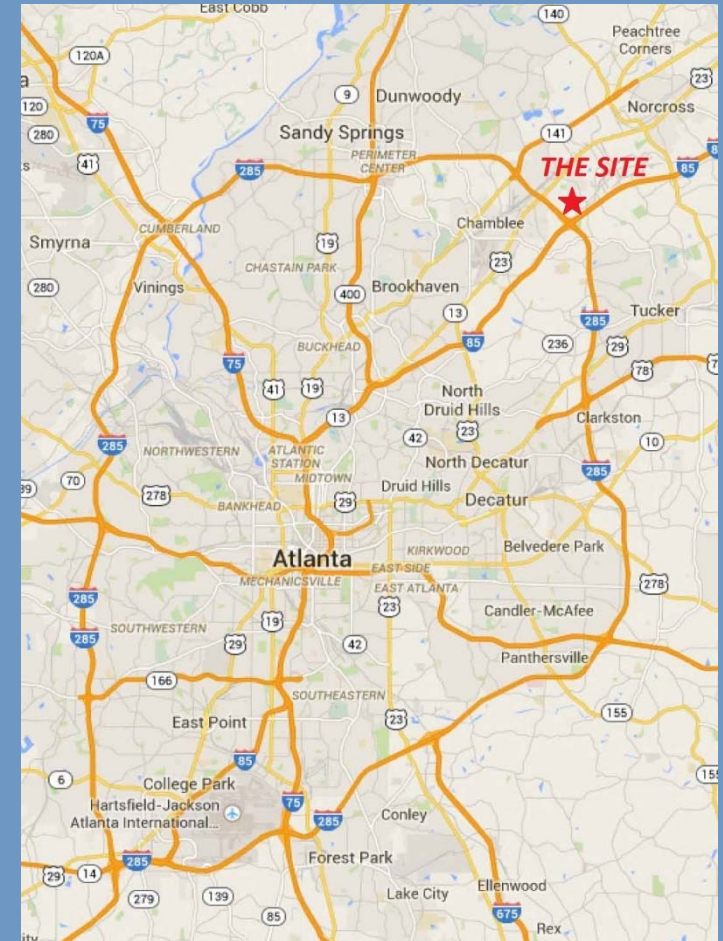 East Cobb
140
Peachtree
Corners
120A
23
9
Dunwoody
120
Norcross
75
280
141
Sandy Springs
41
PERIMETER
CENTER
THE SITE
285
85
Chamblee
CUMBERLAND
19
Smyrna
23
CHASTAIN PARK
280
Vinings
400
Brookhaven
13
Tucker
285
85
236
29
BUCKHEAD
75
78
41
19
North
Druid Hills
13
Clarkston
42
23
285
10
NORTHWESTERN
ATLANTIC
STATION
North Decatur
285
70
MIDTOWN
278
Druid Hills
29
Decatur
BANKHEAD
Atlanta
KIRKWOOD
Belvedere Park
EAST SIDE
MECHANICSVILLE
278
EAST ATLANTA
285
23
Candler-McAfee
19
SOUTHWESTERN
285
29
42
Panthersville
166
SOUTHEASTERN
155
East Point
23
85
6
155
College Park
75
Hartsfield-Jackson
Atlanta International...
285
Conley
285
Forest Park
29
14
Ellenwood
Lake City
279
139
675
85
Rex